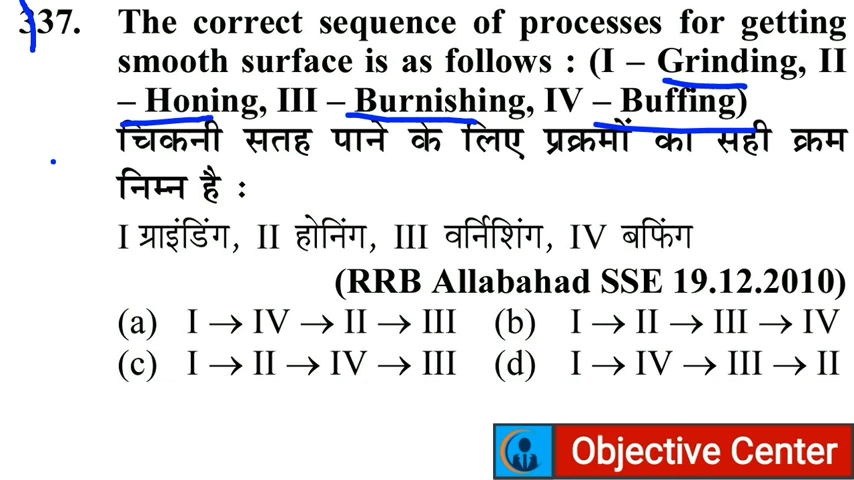 337. The correct sequence of processes for getting
smooth surface is as follows : (I – Grinding, II
– Honing, III – Burnishing, IV – Buffing)
चिकनी सतह पाने के लिए प्रक्रमों का सही क्रम
निम्न है :
I ग्राइंडिंग, II होनिंग, III वर्निशिंग, IV बफिंग
(RRB Allabahad SSE 19.12.2010)
(a) I → IV → II → III (b) I → II → III → IV
(c) I → II → IV → III (d) I → IV → III → II
Objective Center